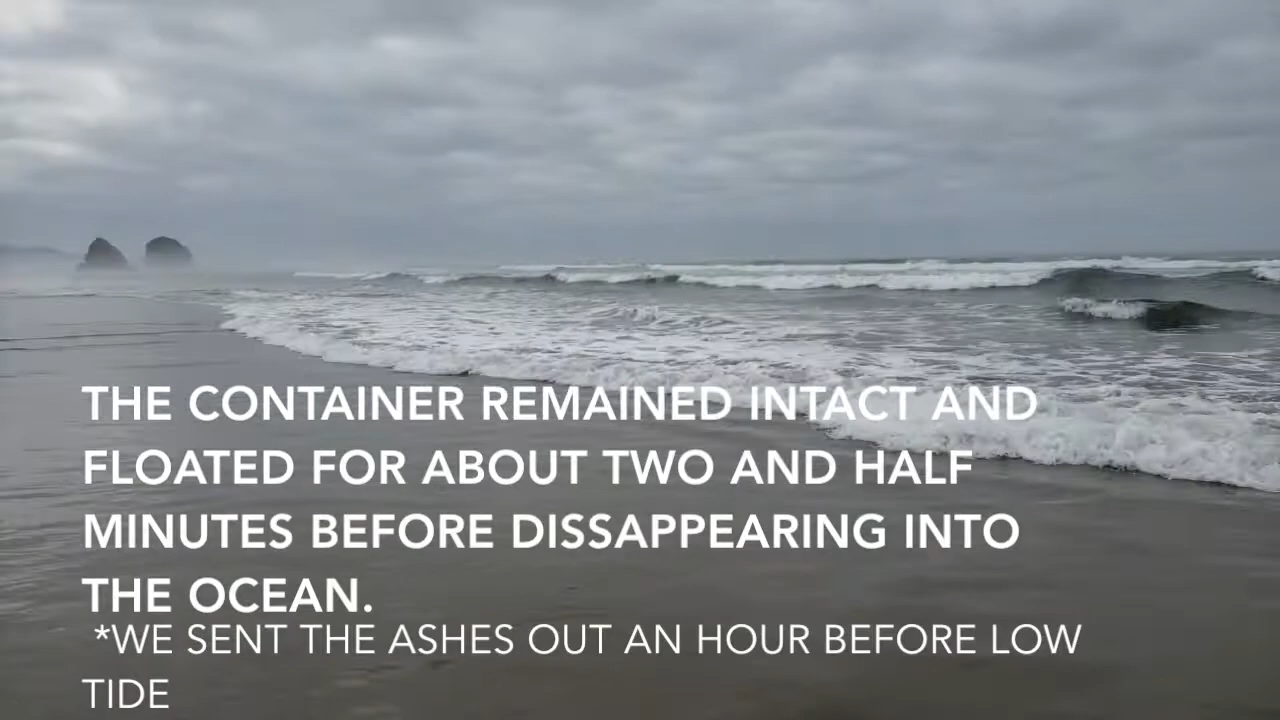 THE CONTAINER REMAINED INTACT AND
FLOATED FOR ABOUT TWO AND HALF
MINUTES BEFORE DISSAPPEARING INTO
THE OCEAN.
*WE SENT THE ASHES OUT AN HOUR BEFORE LOW
TIDE